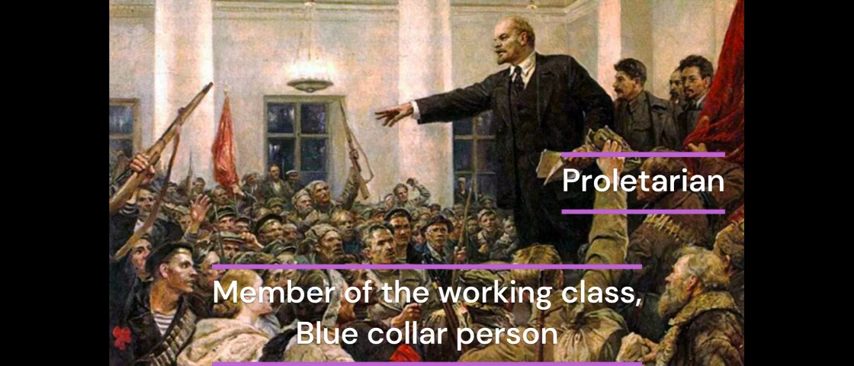 Proletarian
Member of the working class,
Blue collar person